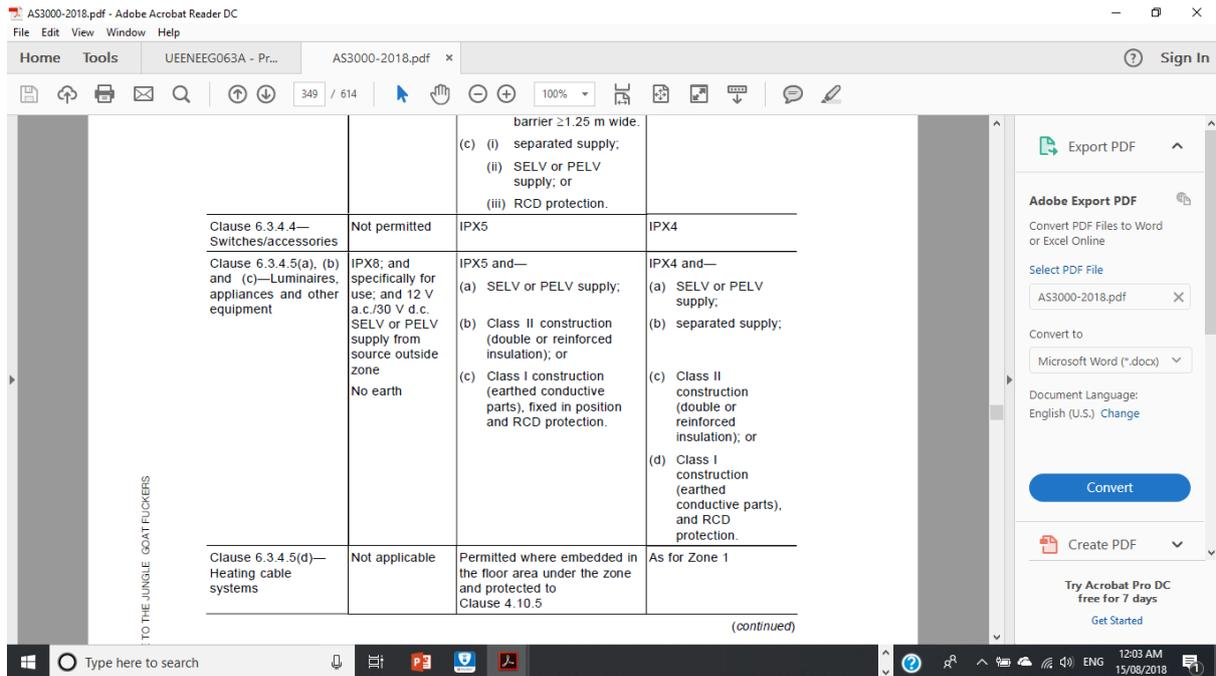 AS3000-2018.pdf - Adobe Acrobat Reader DC
File Edit View Window Help
Home Tools UEENEEG063A - Pr... AS3000-2018.pdf × Sign In
349 / 614 100%
barrier ≥1.25 m wide.
(c) (i) separated supply;
(ii) SELV or PELV
supply; or
(iii) RCD protection.
Clause 6.3.4.4—
Switches/accessories
Not permitted
IPX5
IPX4
Clause 6.3.4.5(a), (b)
and (c)—Luminaires,
appliances and other
equipment
IPX8; and
specifically for
use; and 12 V
a.c./30 V d.c.
SELV or PELV
supply from
source outside
zone
No earth
IPX5 and—
(a) SELV or PELV supply;
(b) Class II construction
(double or reinforced
insulation); or
(c) Class I construction
(earthed conductive
parts), fixed in position
and RCD protection.
IPX4 and—
(a) SELV or PELV
supply;
(b) separated supply;
(c) Class II
construction
(double or
reinforced
insulation); or
(d) Class I
construction
(earthed
conductive parts),
and RCD
protection.
Clause 6.3.4.5(d)—
Heating cable
systems
Not applicable
Permitted where embedded in
the floor area under the zone
and protected to
Clause 4.10.5
As for Zone 1
(continued)
TO THE JUNGLE GOAT FUCKERS
Export PDF
Adobe Export PDF
Convert PDF Files to Word
or Excel Online
Select PDF File
AS3000-2018.pdf
Convert to
Microsoft Word (*.docx)
Document Language:
English (U.S.) Change
Convert
Create PDF
Try Acrobat Pro DC
free for 7 days
Get Started
Type here to search
ENG
12:03 AM
15/08/2018
1